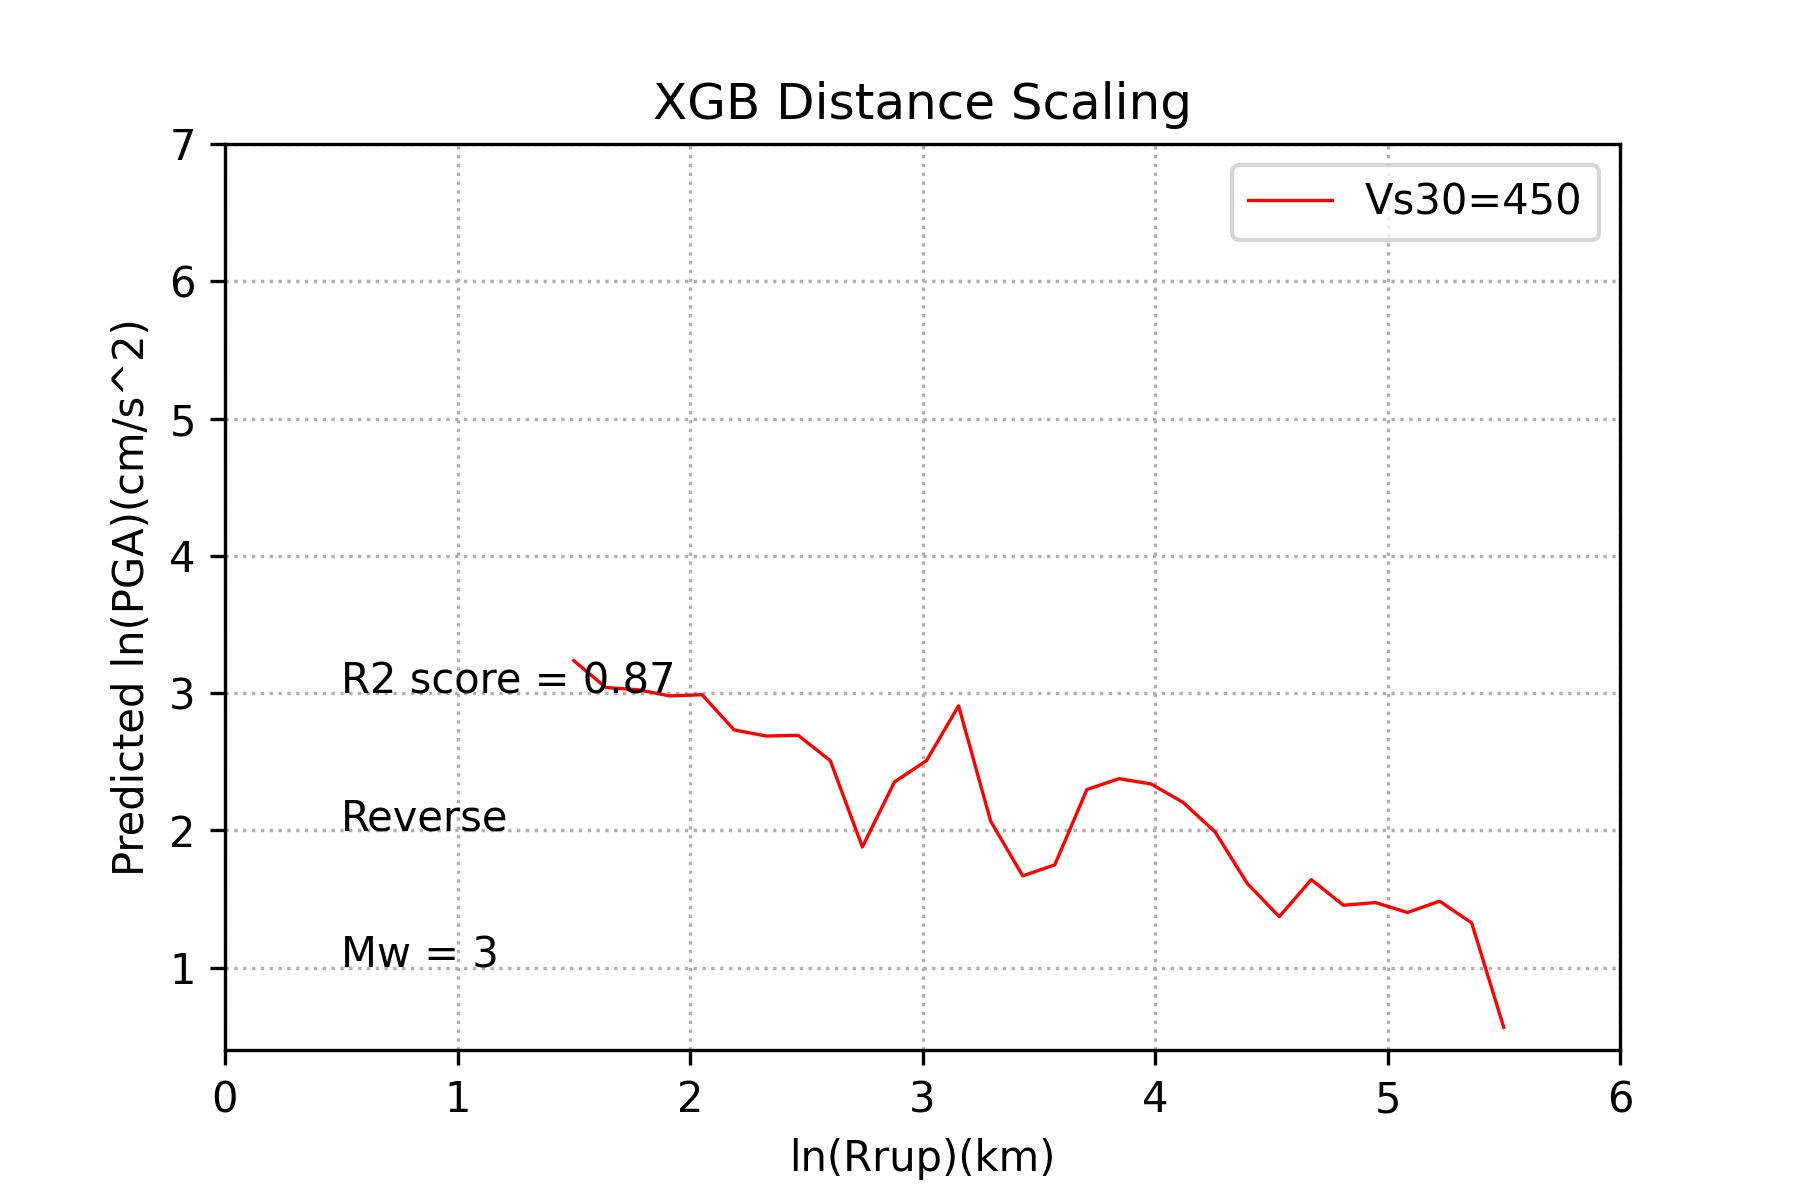 XGB Distance Scaling
Vs30=450
Predicted ln(PGA)(cm/s^2)
7
6
5
4
3
2
1
R2 score = 0.87
Reverse
Mw = 3
0 1 2 3 4 5 6
ln(Rrup)(km)